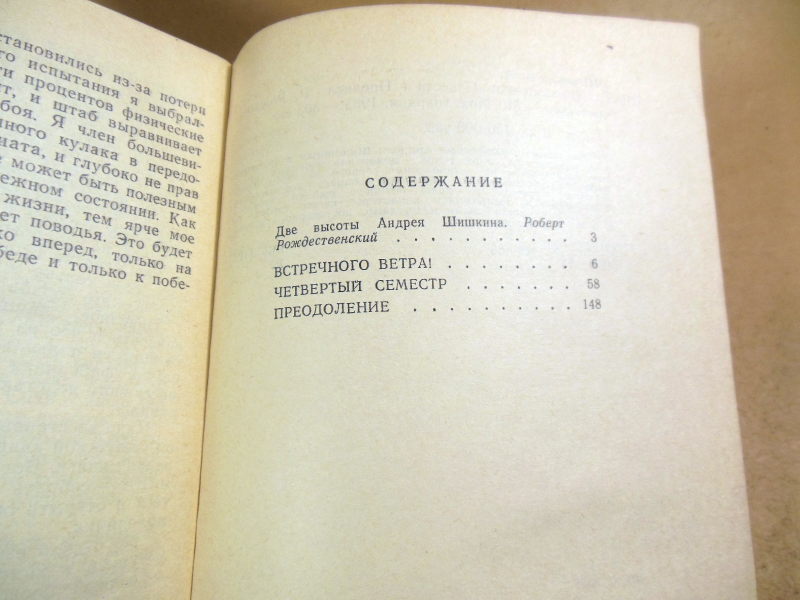 становились из-за потери
го испытания я выбрал-
ти процентов физические
ет, и штаб выравнивает
боя. Я член большеви-
ного кулака в передо-
ната, и глубоко не прав
может быть полезным
ежном состоянии. Как
жизни, тем ярче мое
ет поводья. Это будет
ко вперед, только на
беде и только к побе-
СОДЕРЖАНИЕ
Две высоты Андрея Шишкина. Роберт
Рождественский . . . . . . . . . . 3
ВСТРЕЧНОГО ВЕТРА! . . . . . . . . 6
ЧЕТВЕРТЫЙ СЕМЕСТР . . . . . . . 58
ПРЕОДОЛЕНИЕ . . . . . . . . . . 148